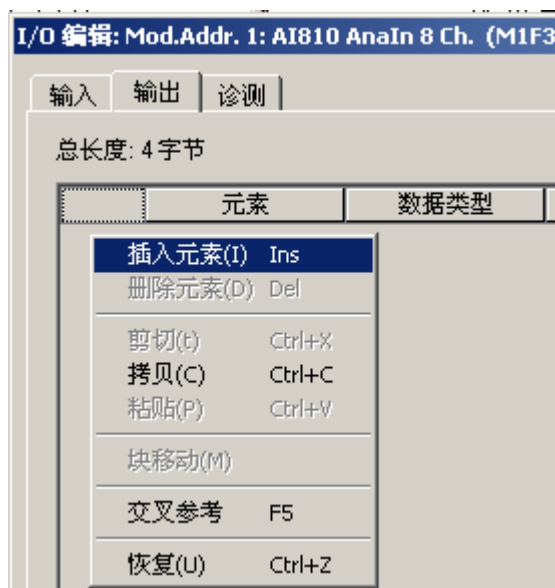 I/O 编辑: Mod.Addr. 1: AI810 AnaIn 8 Ch. (M1F3
输入 输出 诊测
总长度: 4字节
元素 数据类型
插入元素(I) Ins
删除元素(D) Del
剪切(t) Ctrl+X
拷贝(C) Ctrl+C
粘贴(P) Ctrl+V
块移动(M)
交叉参考 F5
恢复(U) Ctrl+Z